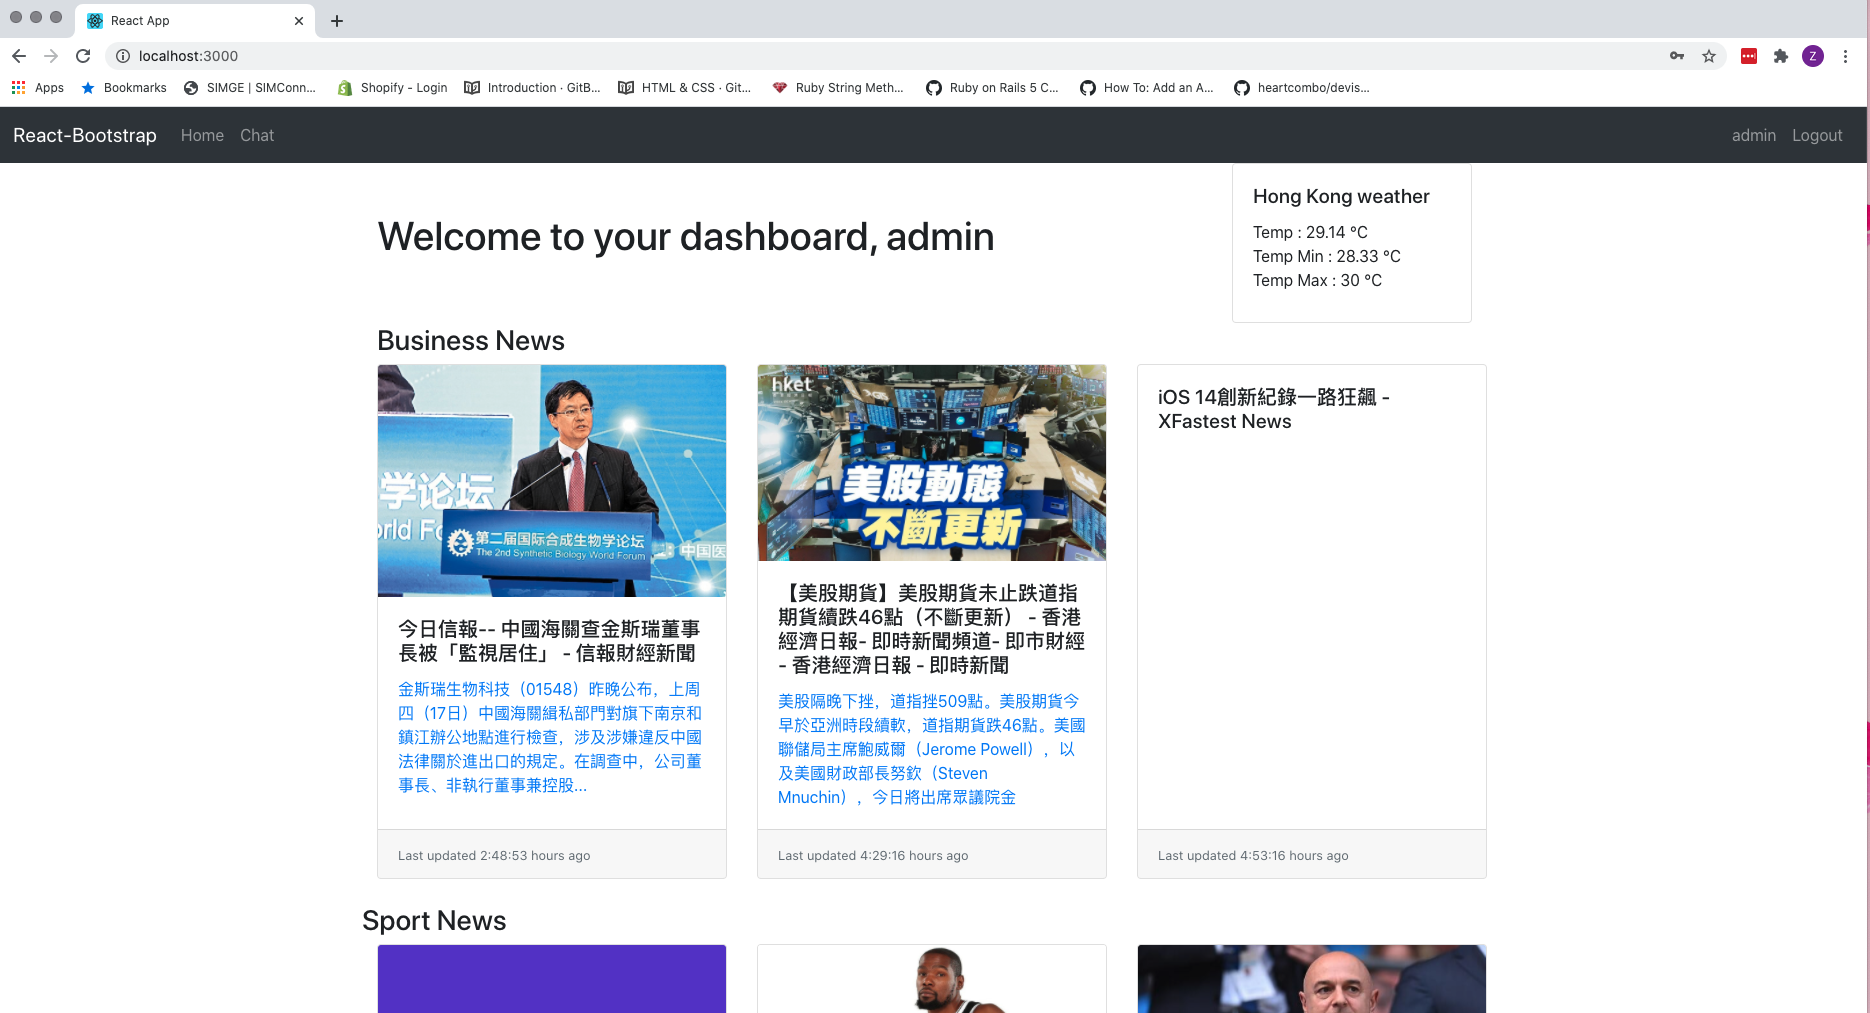 React App
localhost:3000
Apps
Bookmarks
SIMGE | SIMConn...
Shopify - Login
Introduction · GitB...
HTML & CSS · Git...
Ruby String Meth...
Ruby on Rails 5 C...
How To: Add an A...
heartcombo/devis...
Z
React-Bootstrap
Home
Chat
admin
Logout
Welcome to your dashboard, admin
Hong Kong weather
Temp : 29.14 °C
Temp Min : 28.33 °C
Temp Max : 30 °C
Business News
学论坛
orld Fo
第二届国际合成生物学论坛
The 2nd Synthetic Biology World Forum
：中国医
今日信報-- 中國海關查金斯瑞董事
長被「監視居住」 - 信報財經新聞
金斯瑞生物科技（01548）昨晚公布，上周
四（17日）中國海關緝私部門對旗下南京和
鎮江辦公地點進行檢查，涉及涉嫌違反中國
法律關於進出口的規定。在調查中，公司董
事長、非執行董事兼控股...
Last updated 2:48:53 hours ago
hket
美股動態
不斷更新
【美股期貨】美股期貨未止跌道指
期貨續跌46點（不斷更新） - 香港
經濟日報- 即時新聞頻道- 即市財經
- 香港經濟日報 - 即時新聞
美股隔晚下挫，道指挫509點。美股期貨今
早於亞洲時段續軟，道指期貨跌46點。美國
聯儲局主席鮑威爾（Jerome Powell），以
及美國財政部長努欽（Steven
Mnuchin），今日將出席眾議院金
Last updated 4:29:16 hours ago
iOS 14創新紀錄一路狂飆 -
XFastest News
Last updated 4:53:16 hours ago
Sport News